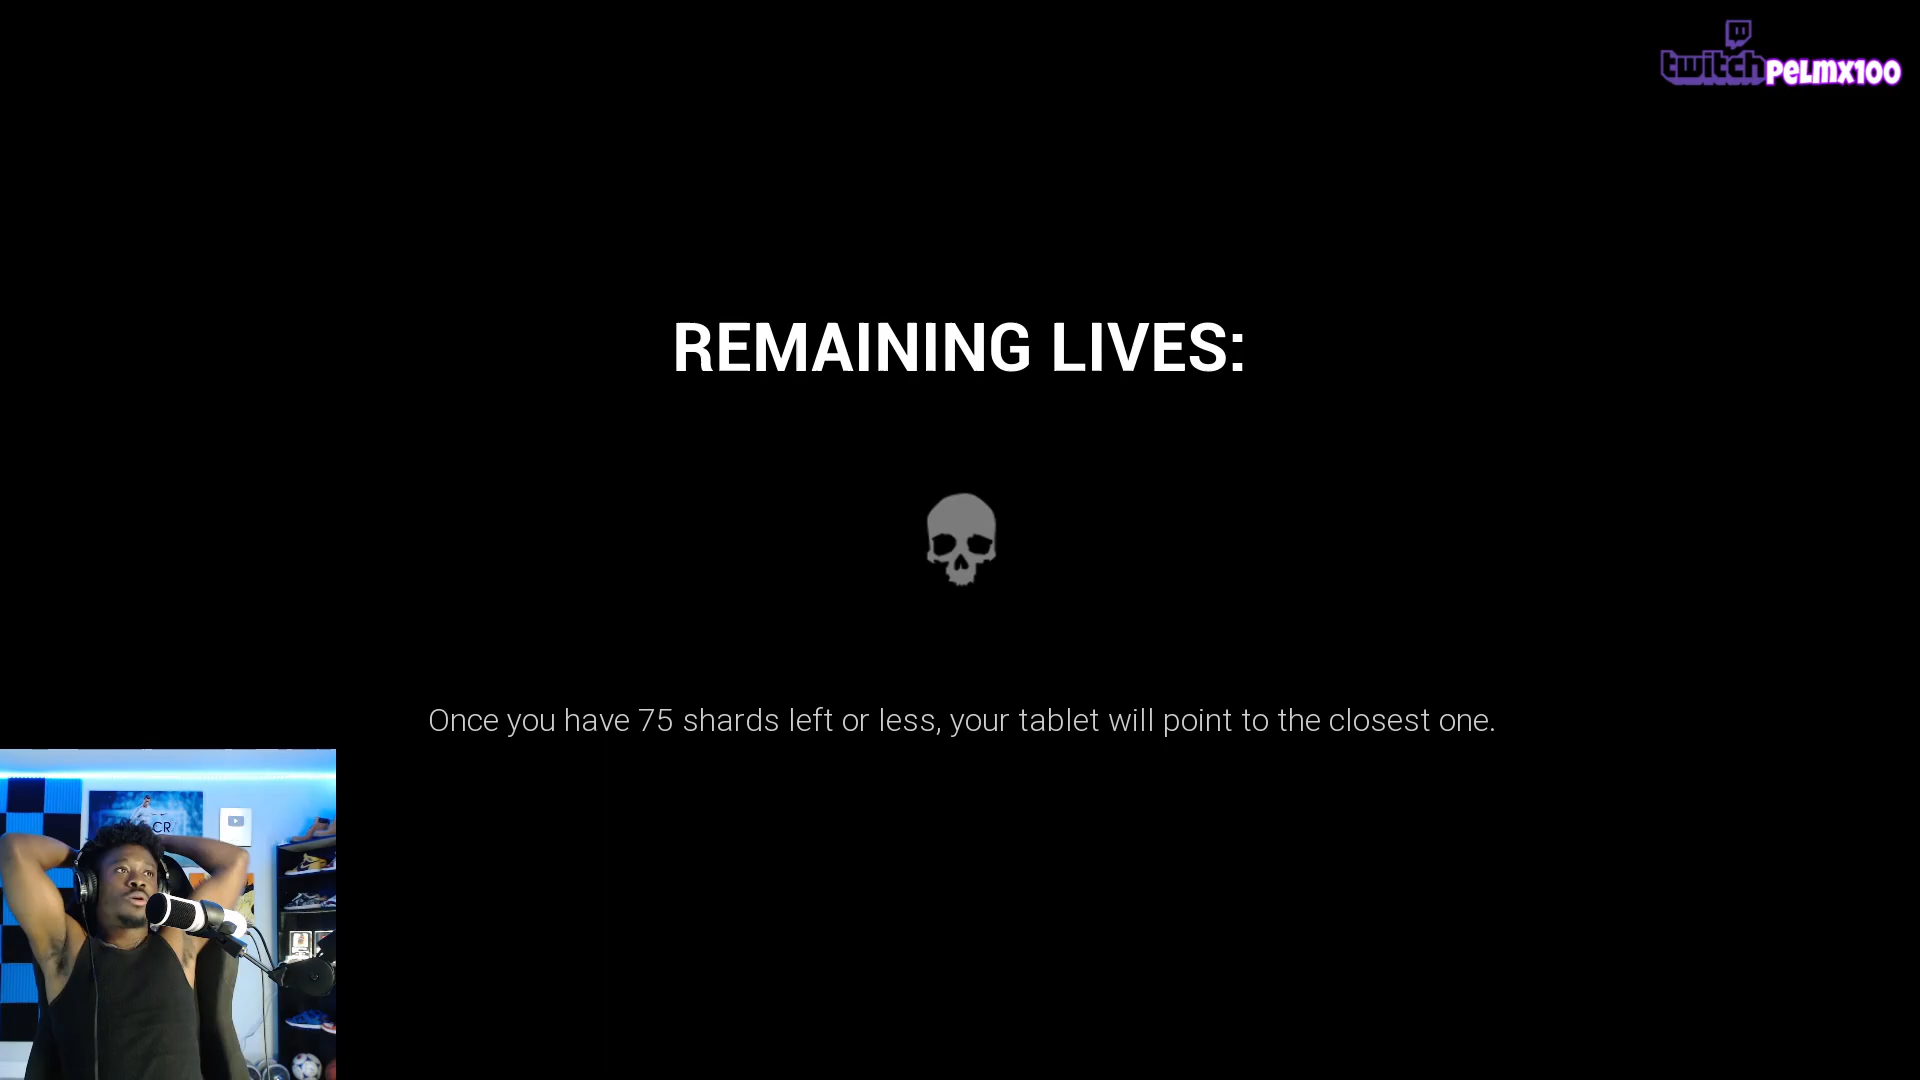 twitch
PELMX100
REMAINING LIVES:
Once you have 75 shards left or less, your tablet will point to the closest one.
CR